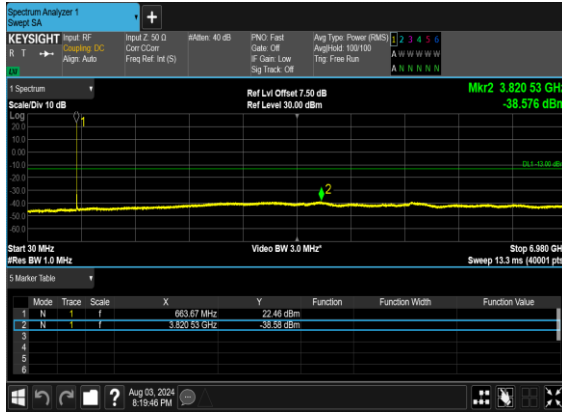 Spectrum Analyzer 1
Swept SA
+
KEYSIGHT Input: RF Input Z: 50 Ω #Atten: 40 dB PNO: Fast Avg Type: Power (RMS) 1 2 3 4 5 6
R T Coupling: DC Corr CCorr Gate: Off Avg|Hold: 100/100 A W W W W W
Align: Auto Freq Ref: Int (S) IF Gain: Low Trig: Free Run
Sig Track: Off A N N N N N
1 Spectrum Ref Lvl Offset 7.50 dB Mkr2 3.820 53 GHz
Scale/Div 10 dB Ref Level 30.00 dBm -38.576 dBm
Log
1
20.0
10.0
0.00
-10.0 DL1 -13.00 dBm
-20.0
-30.0 2
-40.0
-50.0
-60.0
Start 30 MHz Video BW 3.0 MHz* Stop 6.980 GHz
#Res BW 1.0 MHz Sweep 13.3 ms (40001 pts)
5 Marker Table
Mode Trace Scale X Y Function Function Width Function Value
1 N 1 f 663.67 MHz 22.46 dBm
2 N 1 f 3.820 53 GHz -38.58 dBm
3
4
5
6
? Aug 03, 2024
8:19:46 PM